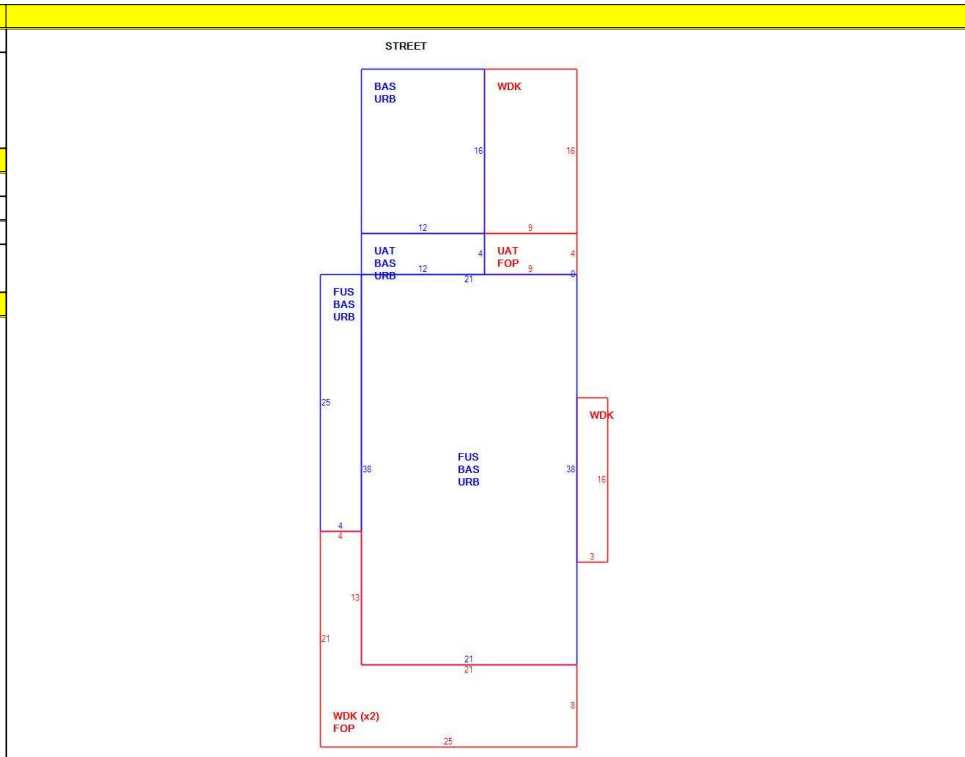 STREET
BAS
URB
WDK
16
16
12
9
UAT
BAS
URB
4
UAT
FOP
4
12
9
21
9
FUS
BAS
URB
25
WDK
FUS
BAS
URB
38
38
16
4
4
3
13
21
21
21
8
WDK (x2)
FOP
25